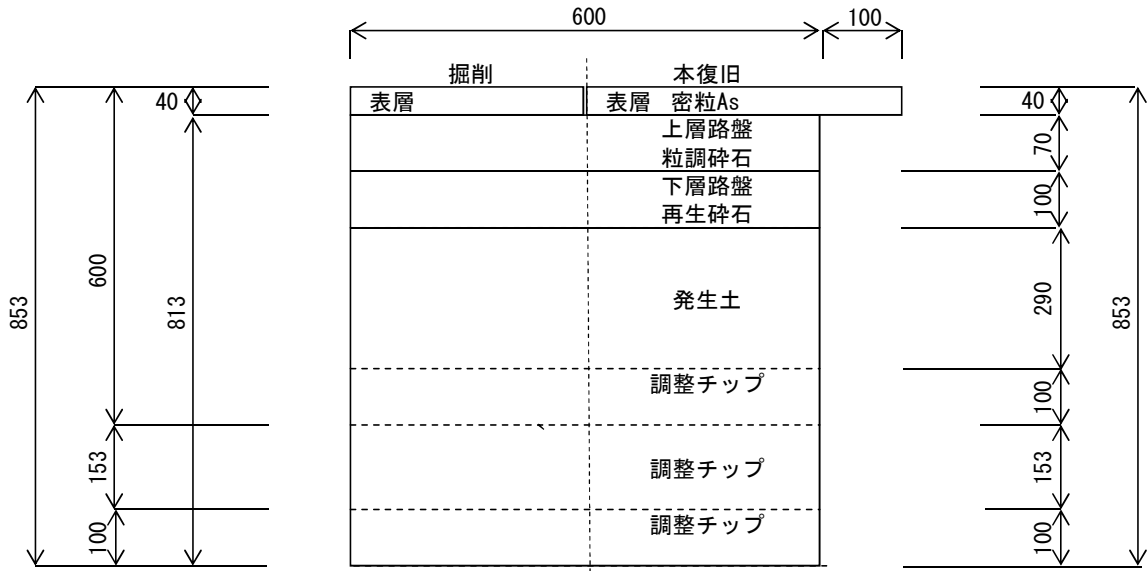 600
100
掘削
本復旧
40
表層
表層 密粒As
40
上層路盤
粒調砕石
70
下層路盤
再生砕石
100
853
600
813
発生土
290
853
調整チップ
100
153
調整チップ
153
調整チップ
100
100